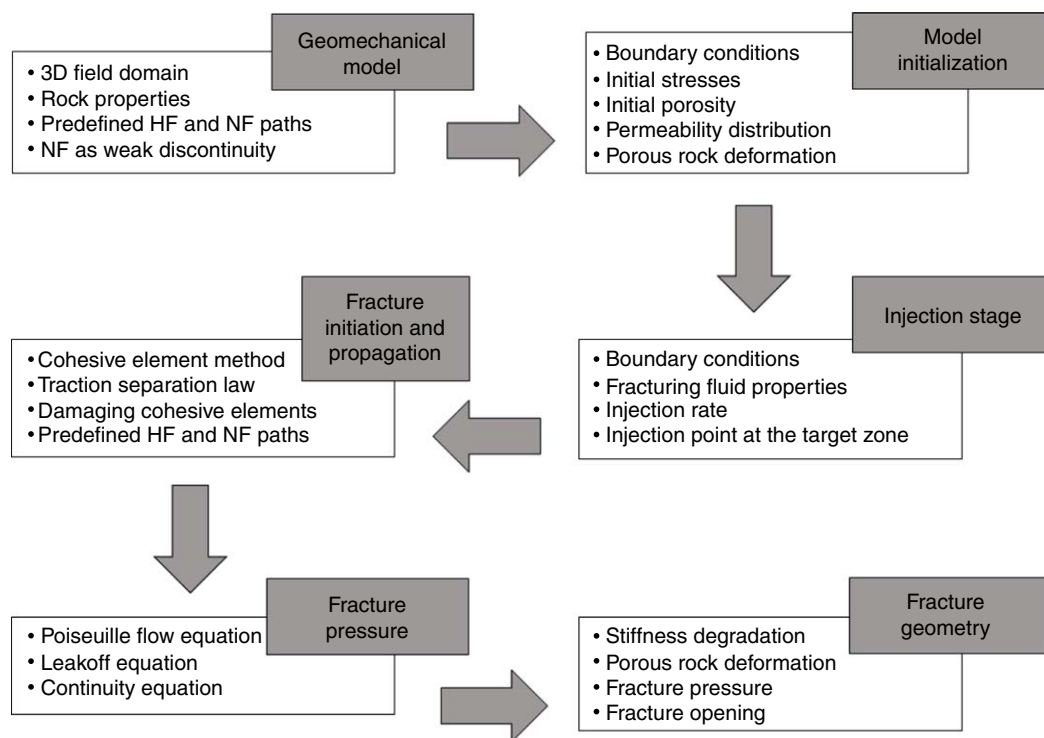 Geomechanical
model
• 3D field domain
• Rock properties
• Predefined HF and NF paths
• NF as weak discontinuity
Model
initialization
• Boundary conditions
• Initial stresses
• Initial porosity
• Permeability distribution
• Porous rock deformation
Injection stage
• Boundary conditions
• Fracturing fluid properties
• Injection rate
• Injection point at the target zone
Fracture
initiation and
propagation
• Cohesive element method
• Traction separation law
• Damaging cohesive elements
• Predefined HF and NF paths
Fracture
pressure
• Poiseuille flow equation
• Leakoff equation
• Continuity equation
Fracture
geometry
• Stiffness degradation
• Porous rock deformation
• Fracture pressure
• Fracture opening